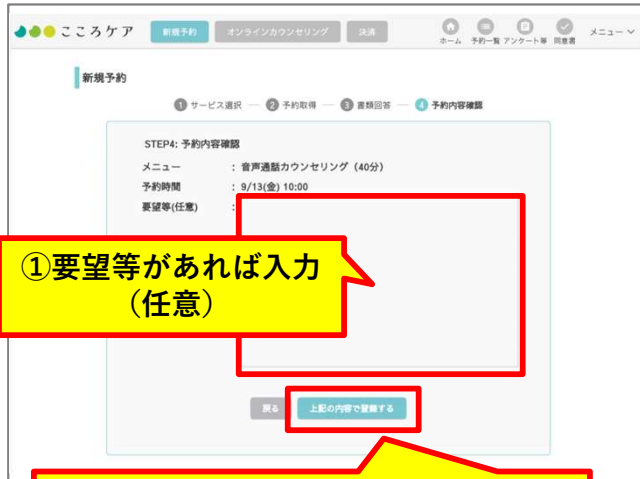 こころケア 新規予約 オンラインカウンセリング 決済 ホーム 予約一覧 アンケート等 同意書 メニュー
新規予約
1 サービス選択 — 2 予約取得 — 3 書類回答 — 4 予約内容確認
STEP4: 予約内容確認
メニュー : 音声通話カウンセリング（40分）
予約時間 : 9/13(金) 10:00
要望等(任意) :
①要望等があれば入力
（任意）
戻る 上記の内容で登録する